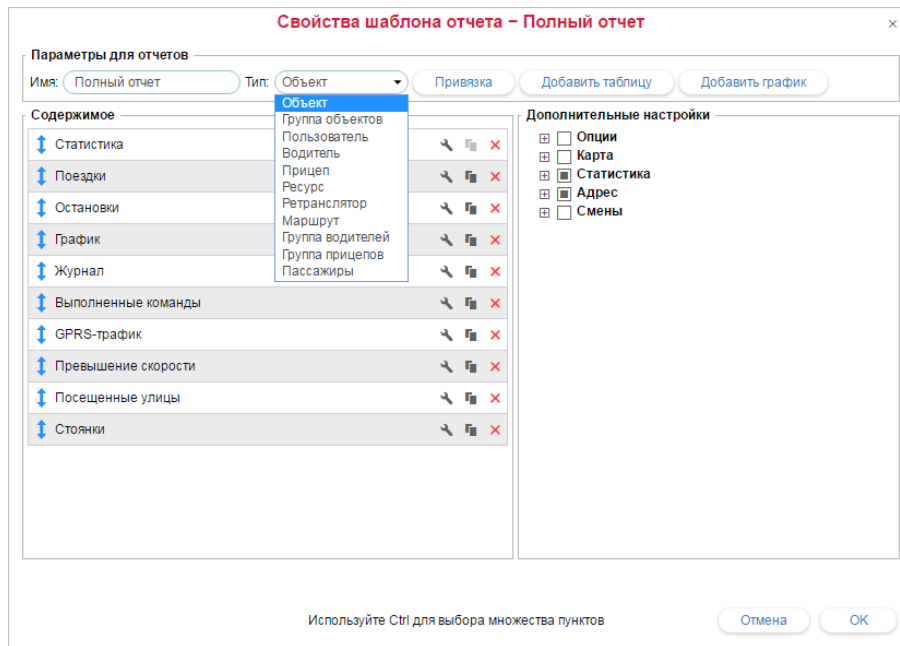 Свойства шаблона отчета – Полный отчет
Параметры для отчетов
Имя: Полный отчет Тип: Объект Привязка Добавить таблицу Добавить график
Объект
Группа объектов
Пользователь
Водитель
Прицеп
Ресурс
Ретранслятор
Маршрут
Группа водителей
Группа прицепов
Пассажиры
Содержимое
Статистика
Поездки
Остановки
График
Журнал
Выполненные команды
GPRS-трафик
Превышение скорости
Посещенные улицы
Стоянки
Дополнительные настройки
Опции
Карта
Статистика
Адрес
Смены
Используйте Ctrl для выбора множества пунктов
Отмена OK